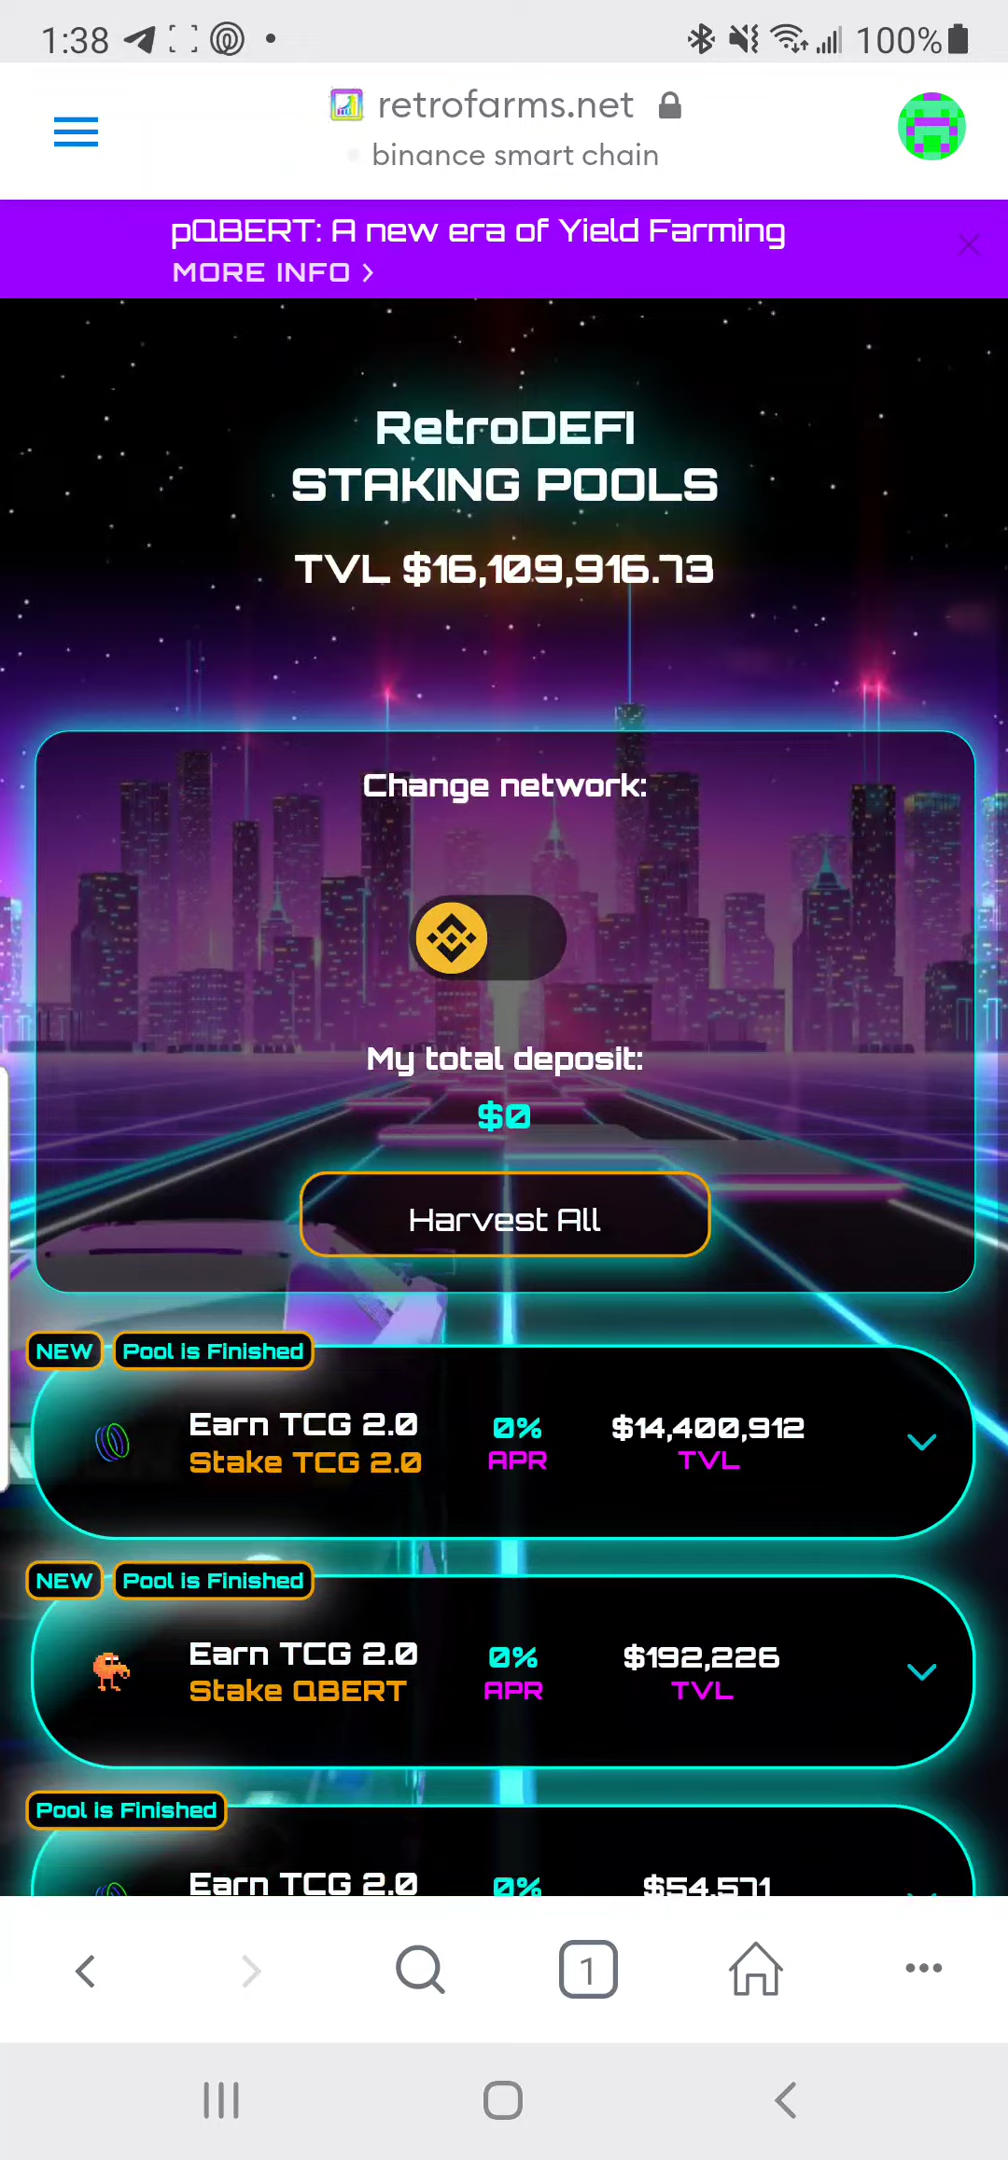 1:38
100%
retrofarms.net
binance smart chain
pQBERT: A new era of Yield Farming
MORE INFO >
RetroDEFI
STAKING POOLS
TVL $16,109,916.73
Change network:
My total deposit:
$0
Harvest All
NEW Pool is Finished
Earn TCG 2.0 0% $14,400,912
Stake TCG 2.0 APR TVL
NEW Pool is Finished
Earn TCG 2.0 0% $192,226
Stake QBERT APR TVL
Pool is Finished
Earn TCG 2.0 0% $54,571
1